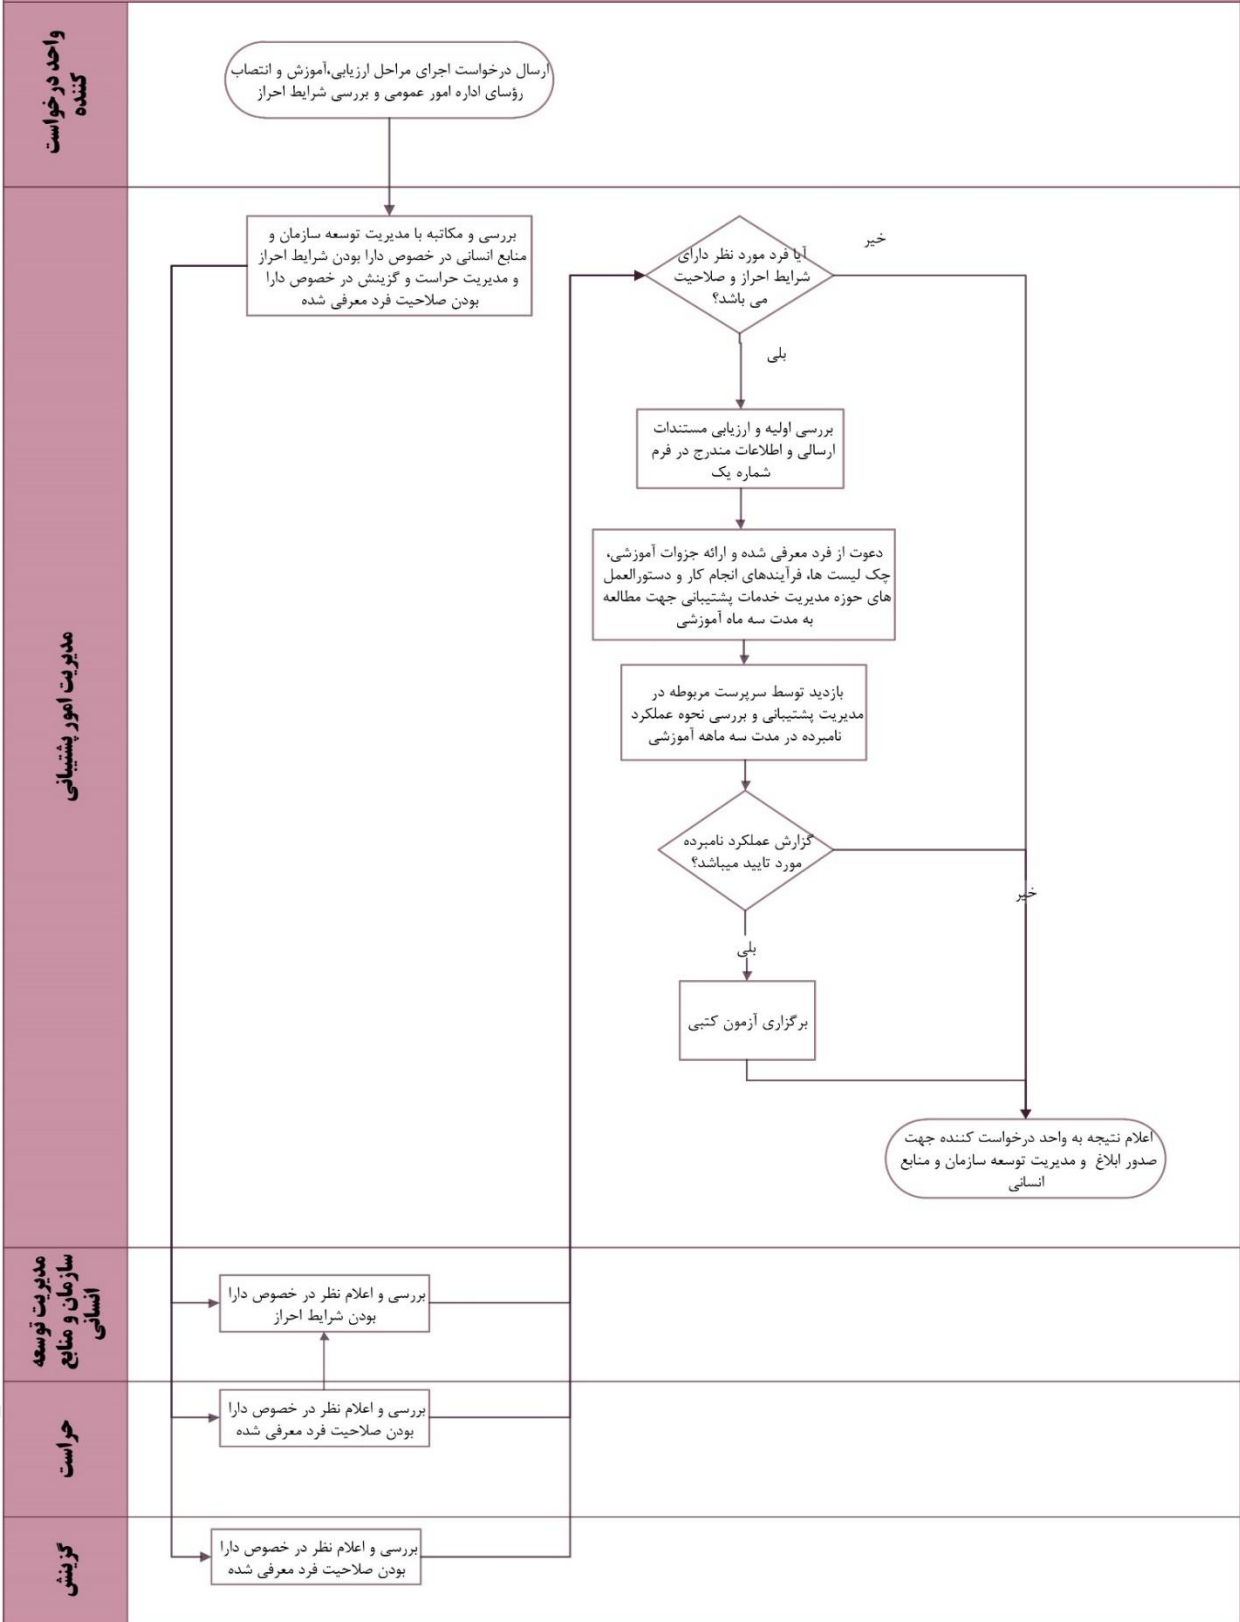 واحد درخواست
کننده
ارسال درخواست اجرای مراحل ارزیابی،آموزش و انتصاب
رؤسای اداره امور عمومی و بررسی شرایط احراز
مدیریت امور پشتیبانی
بررسی و مکاتبه با مدیریت توسعه سازمان و
منابع انسانی در خصوص دارا بودن شرایط احراز
و مدیریت حراست و گزینش در خصوص دارا
بودن صلاحیت فرد معرفی شده
آیا فرد مورد نظر دارای
شرایط احراز و صلاحیت
می باشد؟
خیر
بلی
بررسی اولیه و ارزیابی مستندات
ارسالی و اطلاعات مندرج در فرم
شماره یک
دعوت از فرد معرفی شده و ارائه جزوات آموزشی،
چک لیست ها، فرآیندهای انجام کار و دستورالعمل
های حوزه مدیریت خدمات پشتیبانی جهت مطالعه
به مدت سه ماه آموزشی
بازدید توسط سرپرست مربوطه در
مدیریت پشتیبانی و بررسی نحوه عملکرد
نامبرده در مدت سه ماهه آموزشی
گزارش عملکرد نامبرده
مورد تایید میباشد؟
خیر
بلی
برگزاری آزمون کتبی
اعلام نتیجه به واحد درخواست کننده جهت
صدور ابلاغ و مدیریت توسعه سازمان و منابع
انسانی
مدیریت توسعه
سازمان و منابع
انسانی
بررسی و اعلام نظر در خصوص دارا
بودن شرایط احراز
حراست
بررسی و اعلام نظر در خصوص دارا
بودن صلاحیت فرد معرفی شده
گزینش
بررسی و اعلام نظر در خصوص دارا
بودن صلاحیت فرد معرفی شده